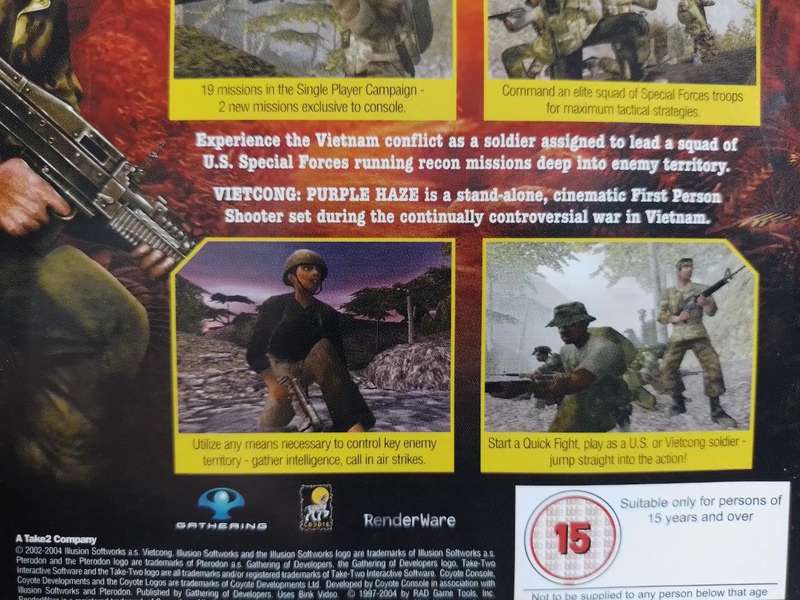 19 missions in the Single Player Campaign -
2 new missions exclusive to console.
Command an elite squad of Special Forces troops
for maximum tactical strategies.
Experience the Vietnam conflict as a soldier assigned to lead a squad of
U.S. Special Forces running recon missions deep into enemy territory.
VIETCONG: PURPLE HAZE is a stand-alone, cinematic First Person
Shooter set during the continually controversial war in Vietnam.
Utilize any means necessary to control key enemy
territory - gather intelligence, call in air strikes.
Start a Quick Fight, play as a U.S. or Vietcong soldier -
jump straight into the action!
GATHERING
COYOTE
RenderWare
15
Suitable only for persons of
15 years and over
Not to be supplied to any person below that age
A Take2 Company
© 2002-2004 Illusion Softworks a.s. Vietcong, Illusion Softworks and the Illusion Softworks logo are trademarks of Illusion Softworks a.s.
Pterodon and the Pterodon logo are trademarks of Pterodon a.s. Gathering of Developers, the Gathering of Developers logo, Take-Two
Interactive Software and the Take-Two logo are all trademarks and/or registered trademarks of Take-Two Interactive Software. Coyote Console,
Coyote Developments and the Coyote Logos are trademarks of Coyote Developments Ltd. Developed by Coyote Console in association with
Illusion Softworks and Pterodon. Published by Gathering of Developers. Uses Bink Video. © 1997-2004 by RAD Game Tools, Inc.